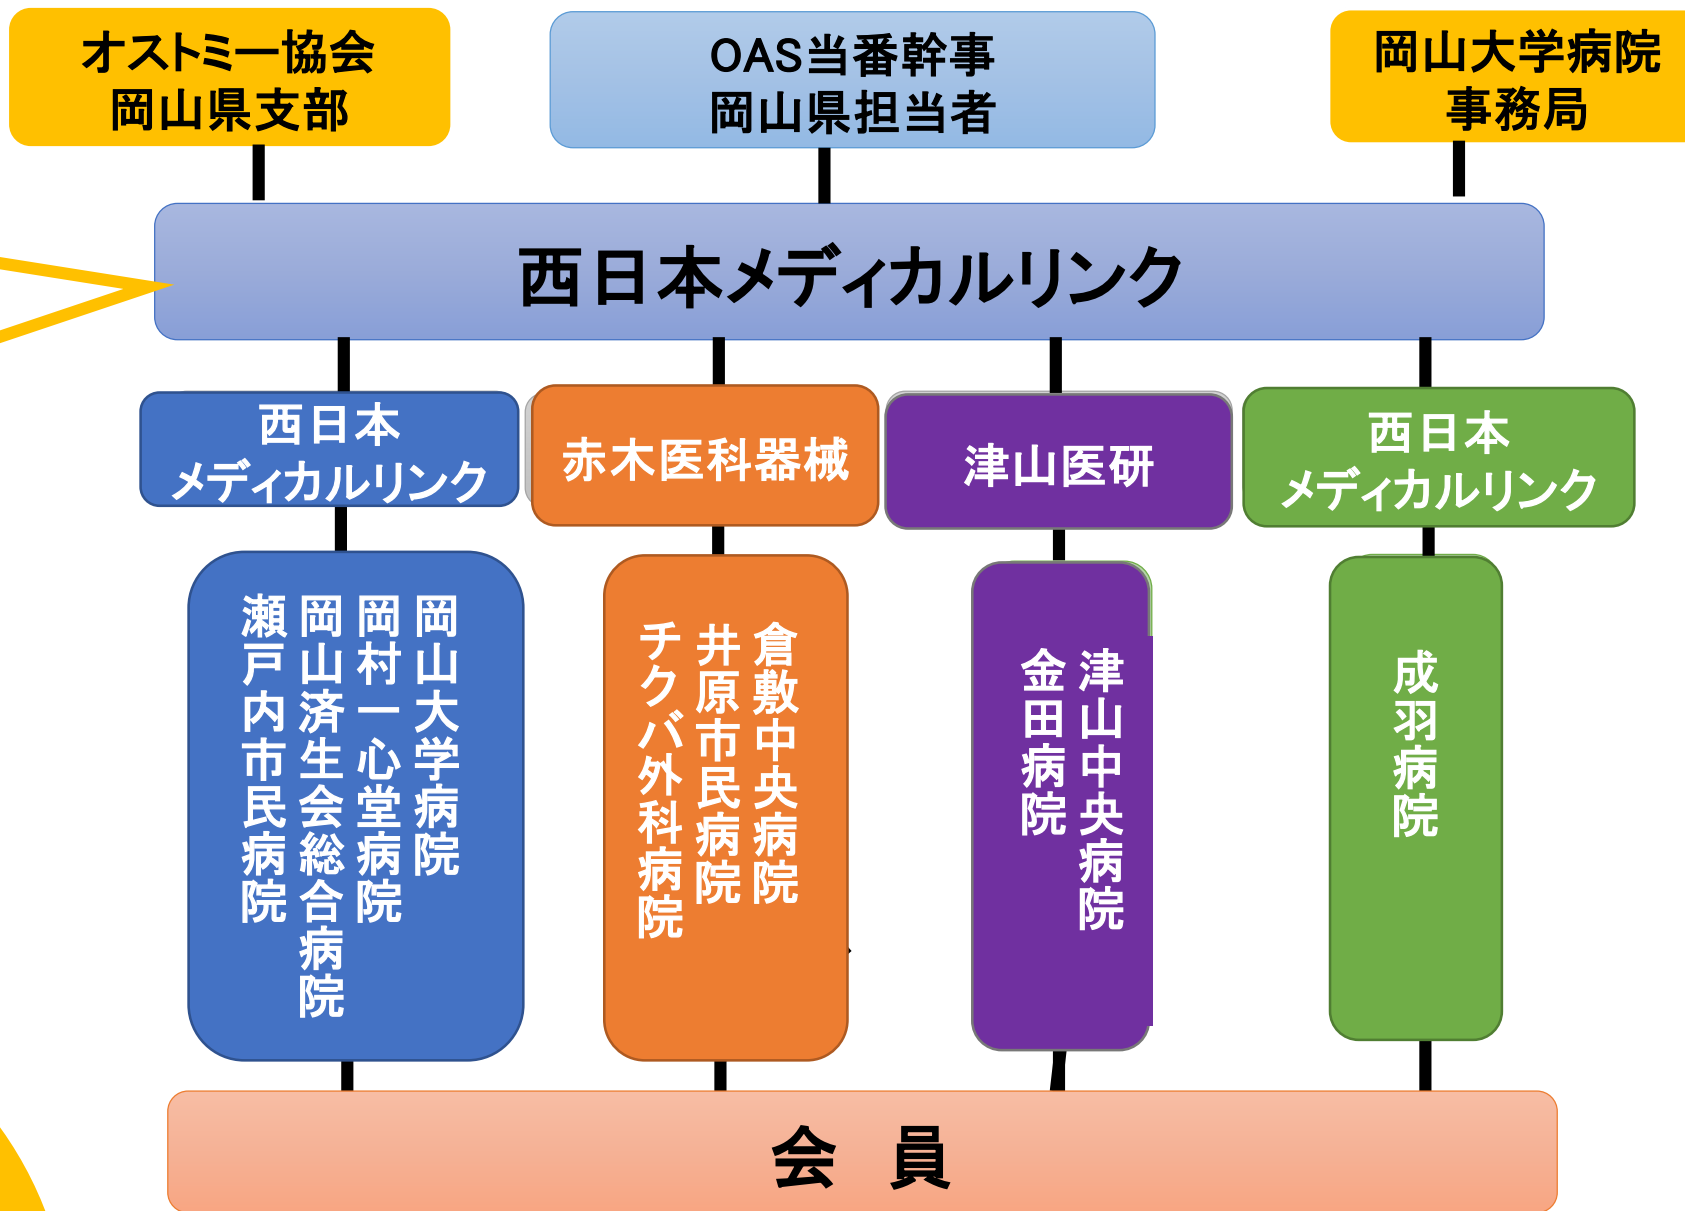 オストミー協会
岡山県支部
OAS当番幹事
岡山県担当者
岡山大学病院
事務局
西日本メディカルリンク
西日本
メディカルリンク
赤木医科器械
津山医研
西日本
メディカルリンク
岡山大学病院
岡村一心堂病院
岡山済生会総合病院
瀬戸内市民病院
倉敷中央病院
井原市民病院
チクバ外科病院
津山中央病院
金田病院
成羽病院
会　員